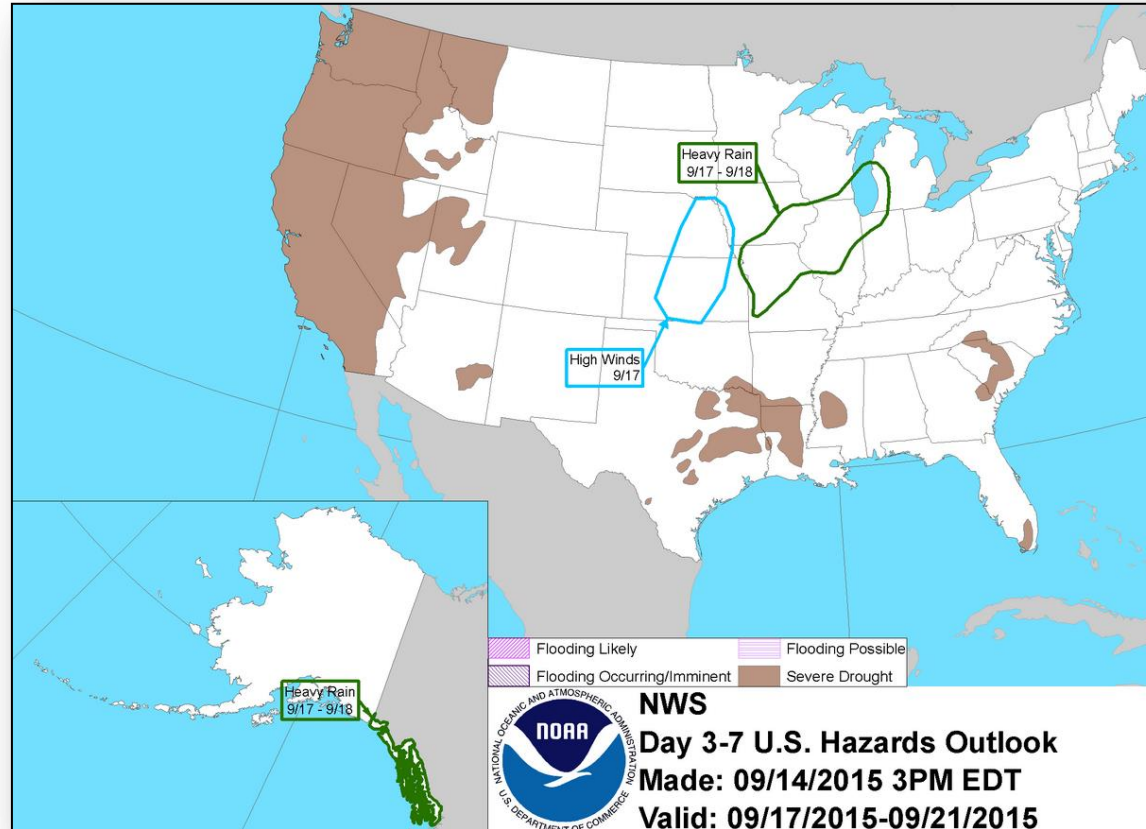 Heavy Rain
9/17 - 9/18
High Winds
9/17
Heavy Rain
9/17 - 9/18
Flooding Likely
Flooding Possible
Flooding Occurring/Imminent
Severe Drought
NATIONAL OCEANIC AND ATMOSPHERIC ADMINISTRATION
NOAA
U.S. DEPARTMENT OF COMMERCE
NWS
Day 3-7 U.S. Hazards Outlook
Made: 09/14/2015 3PM EDT
Valid: 09/17/2015-09/21/2015